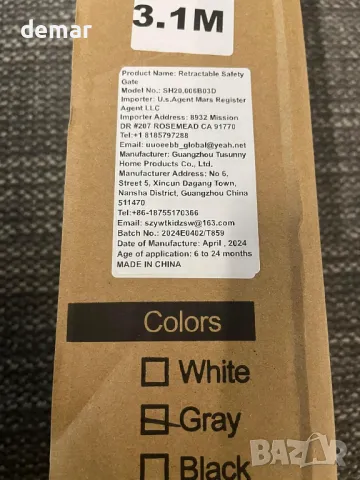 demar
3.1M
Product Name: Retractable Safety
Gate
Model No.: SH20.006B03D
Importer: U.s.Agent Mars Register
Agent LLC
Importer Address: 8932 Mission
DR #207 ROSEMEAD CA 91770
Tel:+1 8185797288
Email: uuoeebb_global@yeah.net
Manufacturer: Guangzhou Tusunny
Home Products Co., Ltd.
Manufacturer Address: No 6,
Street 5, Xincun Dagang Town,
Nansha District, Guangzhou China
511470
Tel:+86-18755170366
Email: szywtkidzsw@163.com
Batch No.: 2024E0402/T859
Date of Manufacture: April , 2024
Age of application: 6 to 24 months
MADE IN CHINA
Colors
White
Gray
Black
BAZAR
bg